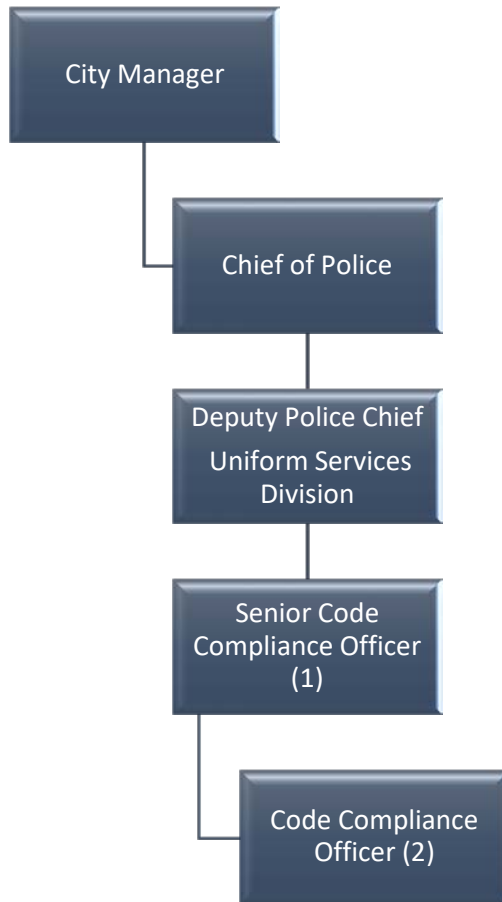 City Manager
Chief of Police
Deputy Police Chief
Uniform Services
Division
Senior Code
Compliance Officer
(1)
Code Compliance
Officer (2)